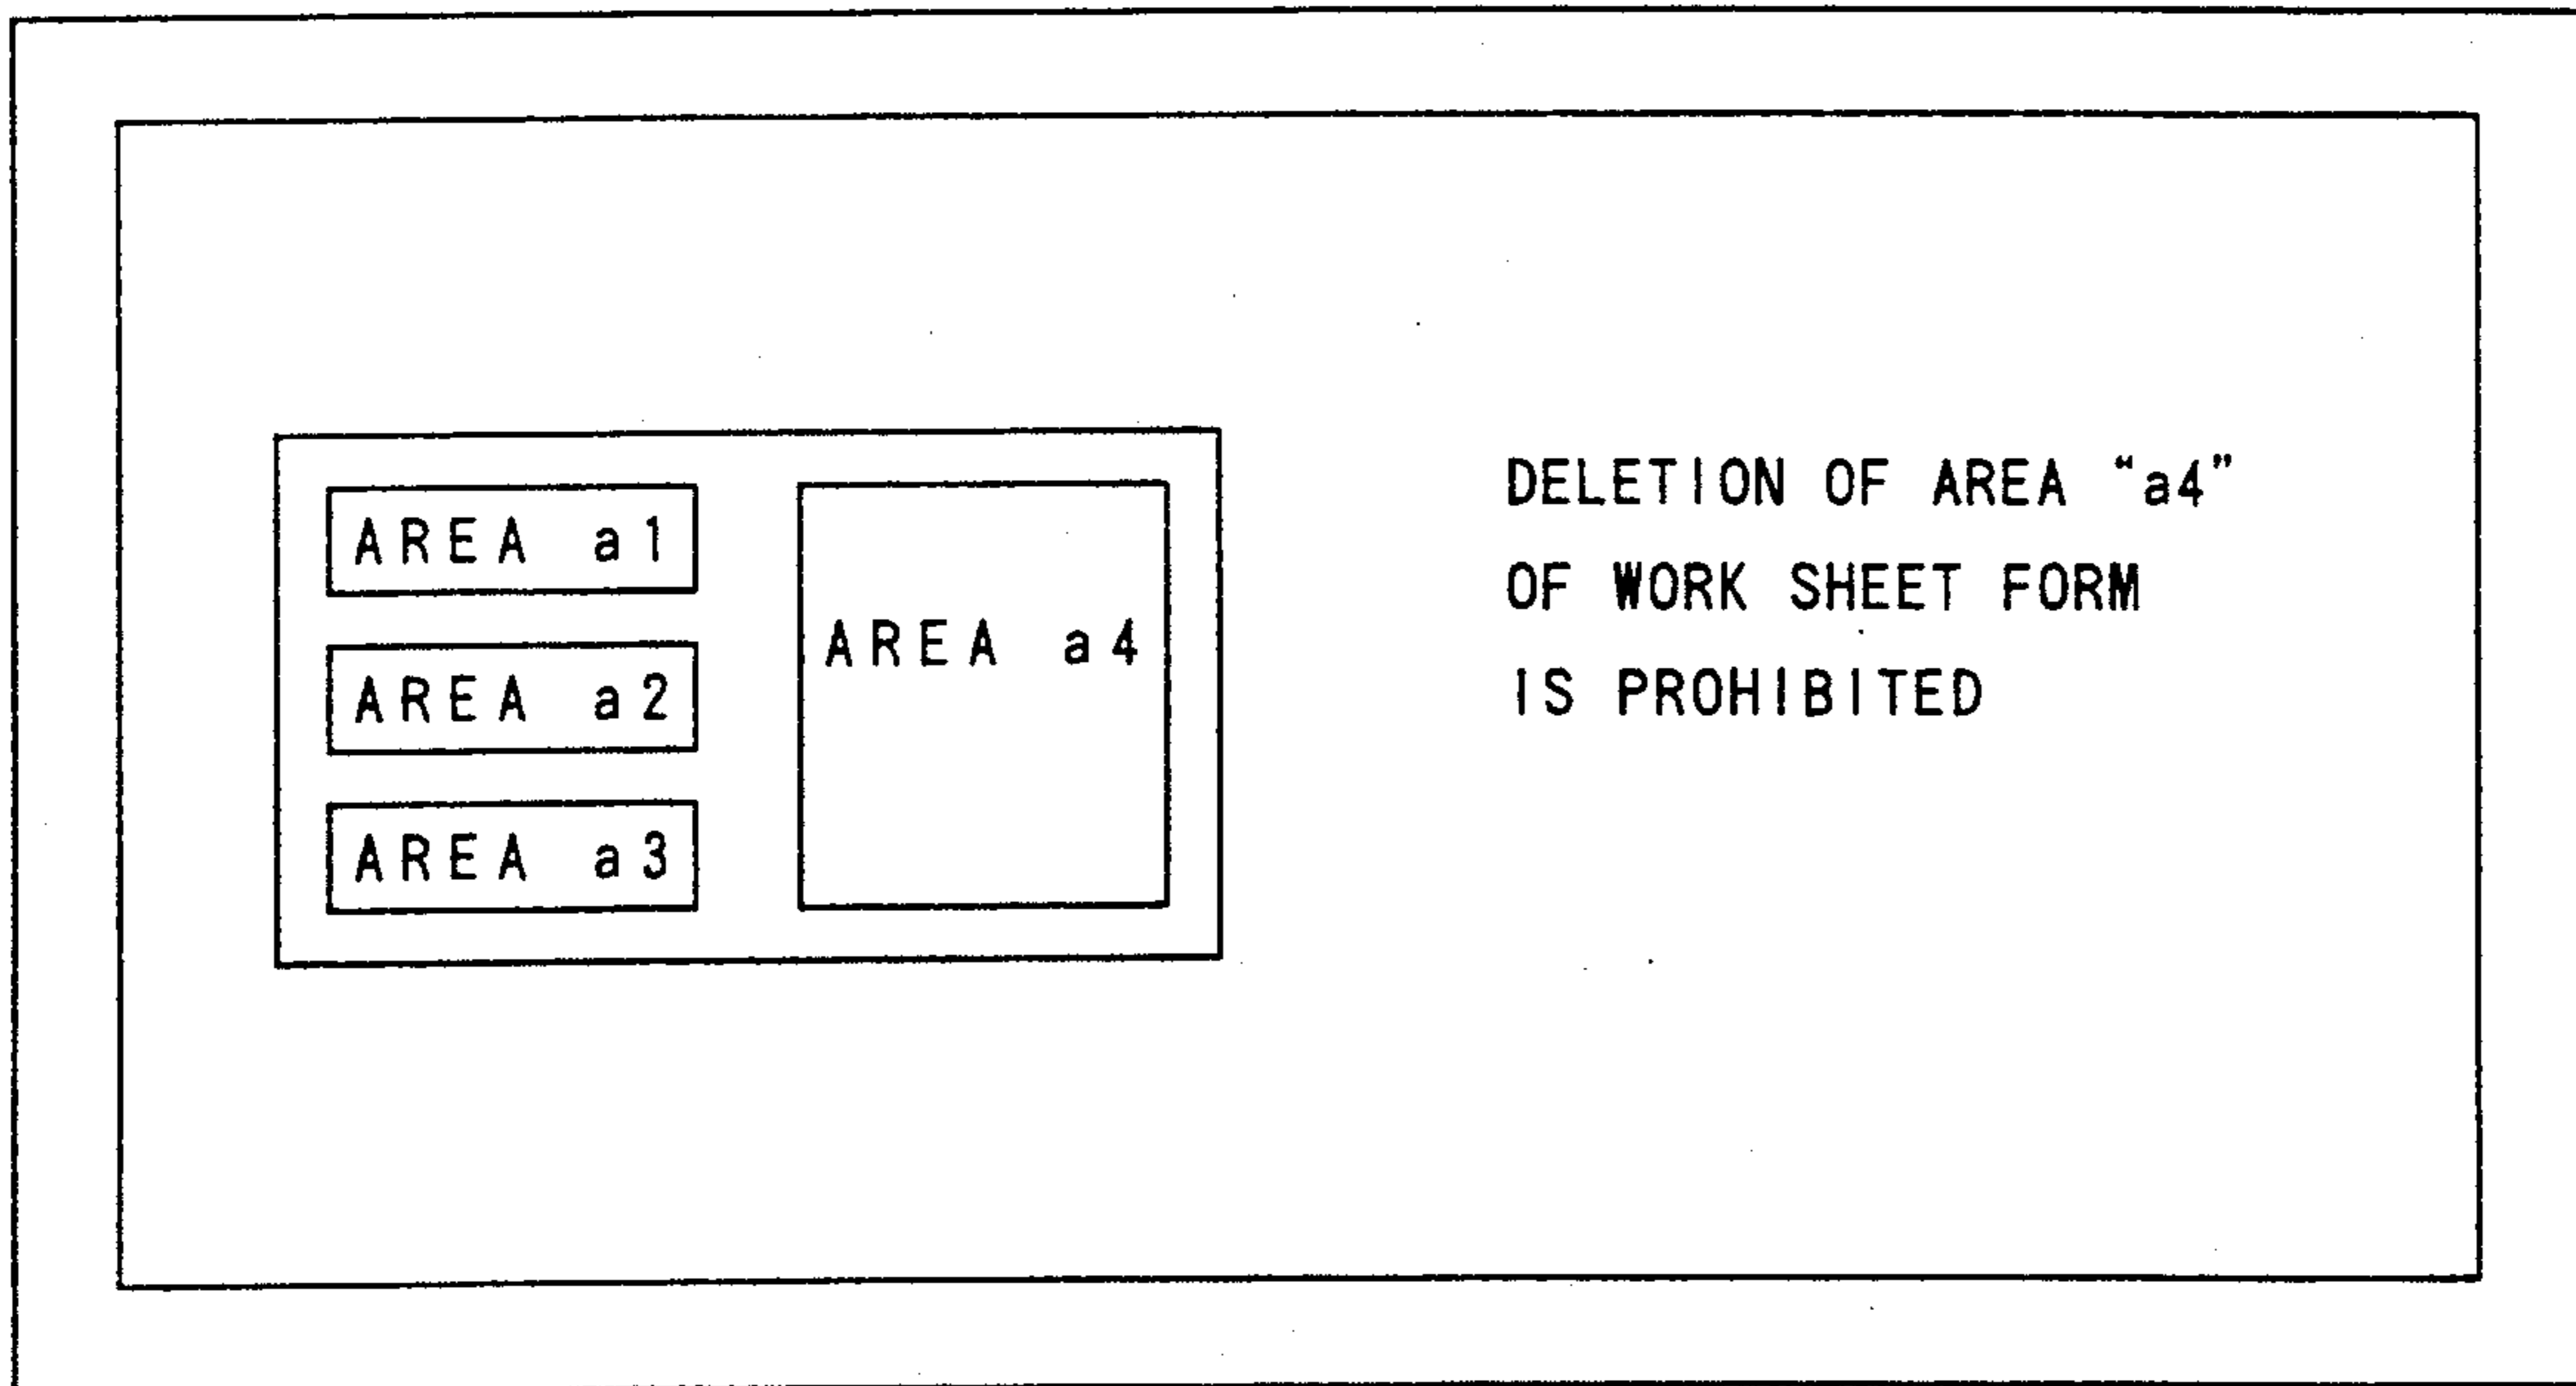 AREA a1
AREA a2
AREA a3
AREA a4
DELETION OF AREA “a4”
OF WORK SHEET FORM
IS PROHIBITED